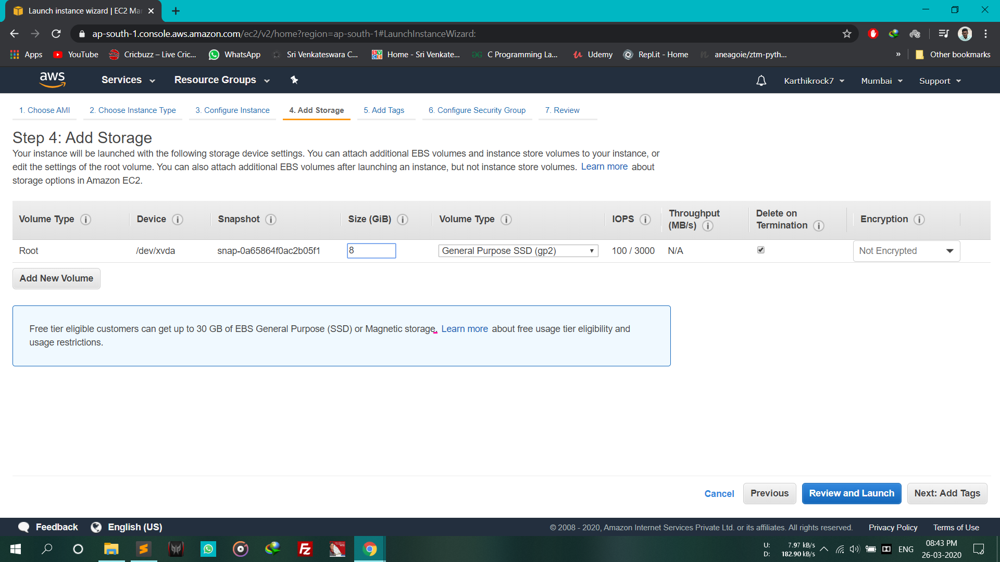 Launch instance wizard | EC2 Ma
ap-south-1.console.aws.amazon.com/ec2/v2/home?region=ap-south-1#LaunchInstanceWizard:
Apps YouTube Cricbuzz – Live Cric... WhatsApp Sri Venkateswara C... Home - Sri Venkate... C Programming La... Udemy Repl.it - Home aneagoie/ztm-pyth... » Other bookmarks
aws Services Resource Groups Karthikrock7 Mumbai Support
1. Choose AMI 2. Choose Instance Type 3. Configure Instance 4. Add Storage 5. Add Tags 6. Configure Security Group 7. Review
Step 4: Add Storage
Your instance will be launched with the following storage device settings. You can attach additional EBS volumes and instance store volumes to your instance, or
edit the settings of the root volume. You can also attach additional EBS volumes after launching an instance, but not instance store volumes. Learn more about
storage options in Amazon EC2.
Volume Type Device Snapshot Size (GiB) Volume Type IOPS Throughput (MB/s) Delete on Termination Encryption
Root /dev/xvda snap-0a65864f0ac2b05f1 8 General Purpose SSD (gp2) 100 / 3000 N/A Not Encrypted
Add New Volume
Free tier eligible customers can get up to 30 GB of EBS General Purpose (SSD) or Magnetic storage. Learn more about free usage tier eligibility and
usage restrictions.
Cancel Previous Review and Launch Next: Add Tags
Feedback English (US) © 2008 - 2020, Amazon Internet Services Private Ltd. or its affiliates. All rights reserved. Privacy Policy Terms of Use
U: 7.97 kB/s
D: 182.90 kB/s
ENG
08:43 PM
26-03-2020